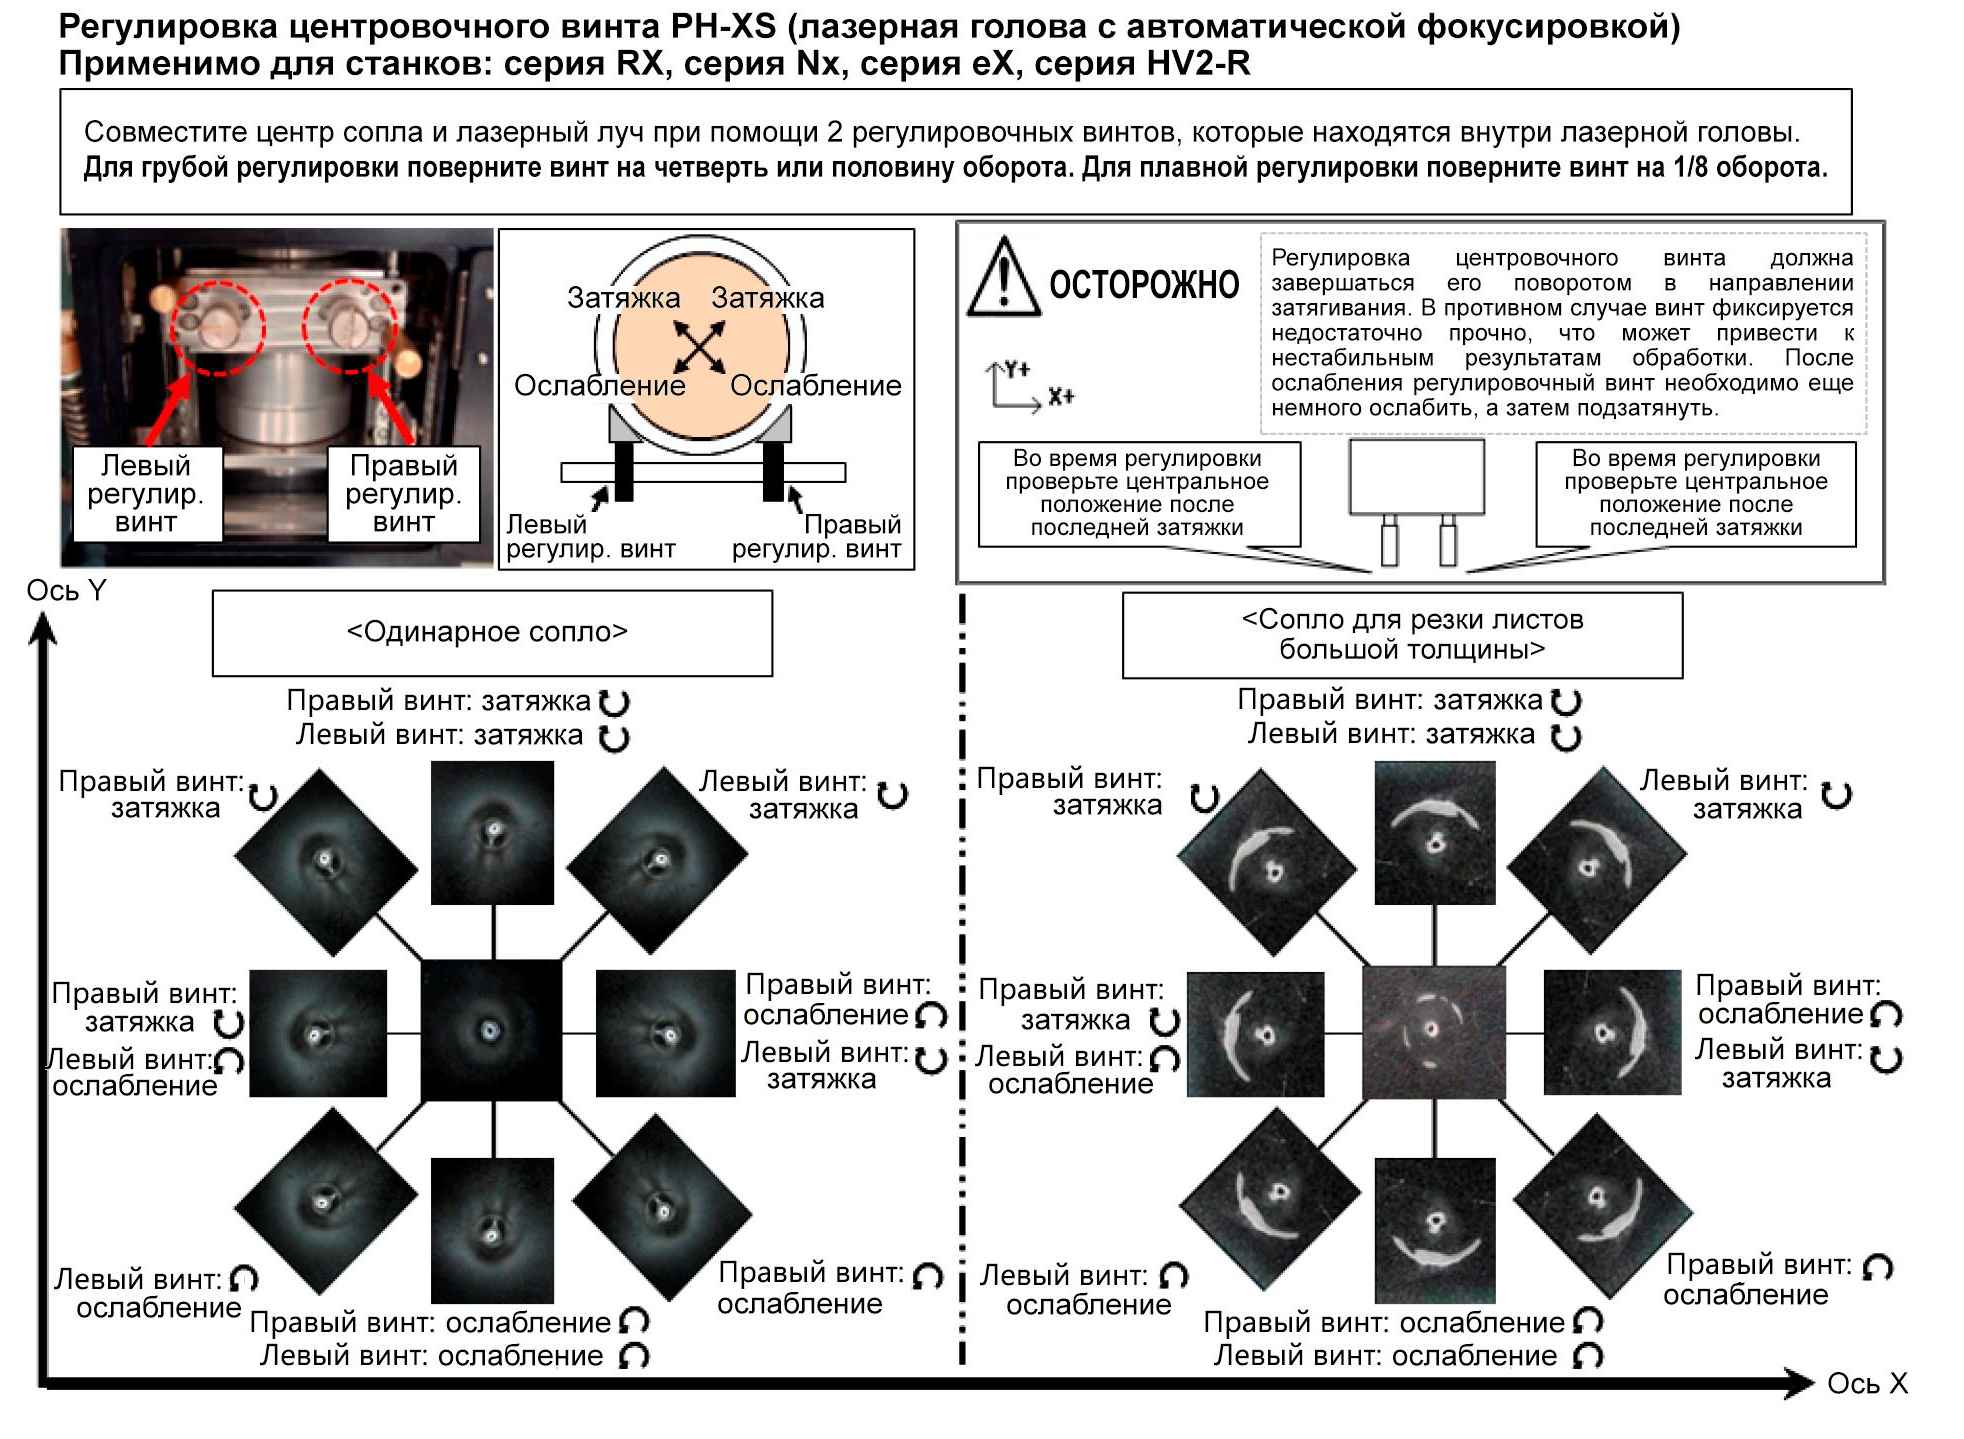 Регулировка центровочного винта PH-XS (лазерная голова с автоматической фокусировкой)
Применимо для станков: серия RX, серия Nx, серия eX, серия HV2-R
Совместите центр сопла и лазерный луч при помощи 2 регулировочных винтов, которые находятся внутри лазерной головы.
Для грубой регулировки поверните винт на четверть или половину оборота. Для плавной регулировки поверните винт на 1/8 оборота.
Левый
регулир.
винт
Правый
регулир.
винт
Затяжка Затяжка
Ослабление Ослабление
Левый
регулир. винт
Правый
регулир. винт
ОСТОРОЖНО
Регулировка центровочного винта должна
завершаться его поворотом в направлении
затягивания. В противном случае винт фиксируется
недостаточно прочно, что может привести к
нестабильным результатам обработки. После
ослабления регулировочный винт необходимо еще
немного ослабить, а затем подзатянуть.
Y+
X+
Во время регулировки
проверьте центральное
положение после
последней затяжки
Во время регулировки
проверьте центральное
положение после
последней затяжки
Ось Y
<Одинарное сопло>
Правый винт: затяжка
Левый винт: затяжка
Правый винт:
затяжка
Левый винт:
затяжка
Правый винт:
затяжка
Левый винт:
ослабление
Правый винт:
ослабление
Левый винт:
затяжка
Левый винт:
ослабление
Правый винт:
ослабление
Правый винт: ослабление
Левый винт: ослабление
<Сопло для резки листов
большой толщины>
Правый винт: затяжка
Левый винт: затяжка
Правый винт:
затяжка
Левый винт:
затяжка
Правый винт:
затяжка
Левый винт:
ослабление
Правый винт:
ослабление
Левый винт:
затяжка
Левый винт:
ослабление
Правый винт:
ослабление
Правый винт: ослабление
Левый винт: ослабление
Ось X